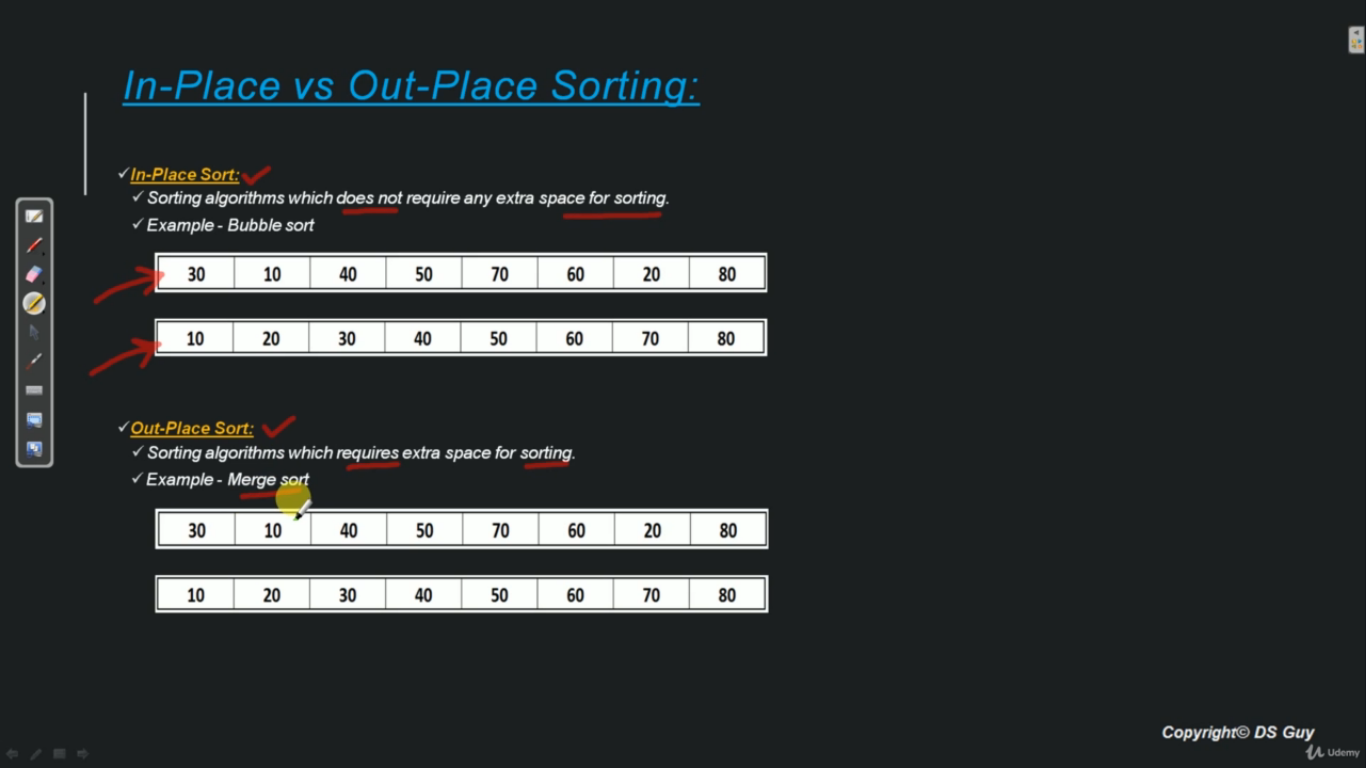 In-Place vs Out-Place Sorting:
In-Place Sort:
Sorting algorithms which does not require any extra space for sorting.
Example - Bubble sort
30 10 40 50 70 60 20 80
10 20 30 40 50 60 70 80
Out-Place Sort:
Sorting algorithms which requires extra space for sorting.
Example - Merge sort
30 10 40 50 70 60 20 80
10 20 30 40 50 60 70 80
Copyright© DS Guy
Udemy